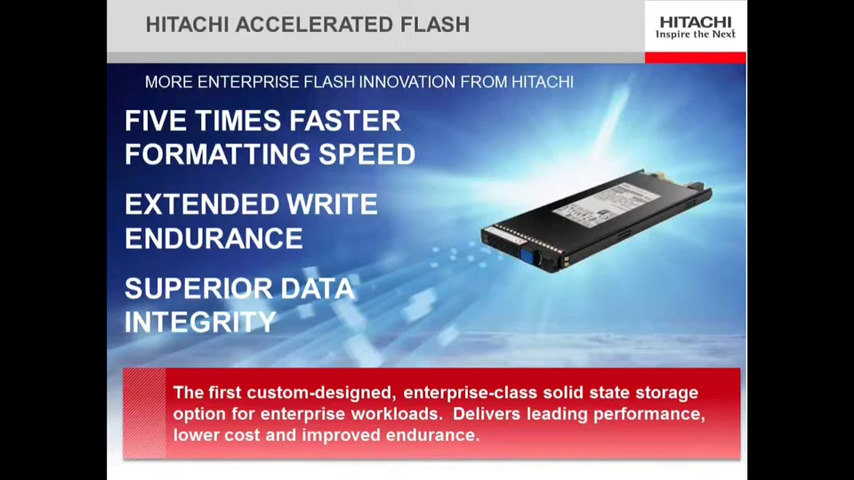 HITACHI ACCELERATED FLASH
HITACHI
Inspire the Next
MORE ENTERPRISE FLASH INNOVATION FROM HITACHI
FIVE TIMES FASTER
FORMATTING SPEED
EXTENDED WRITE
ENDURANCE
SUPERIOR DATA
INTEGRITY
The first custom-designed, enterprise-class solid state storage
option for enterprise workloads.  Delivers leading performance,
lower cost and improved endurance.